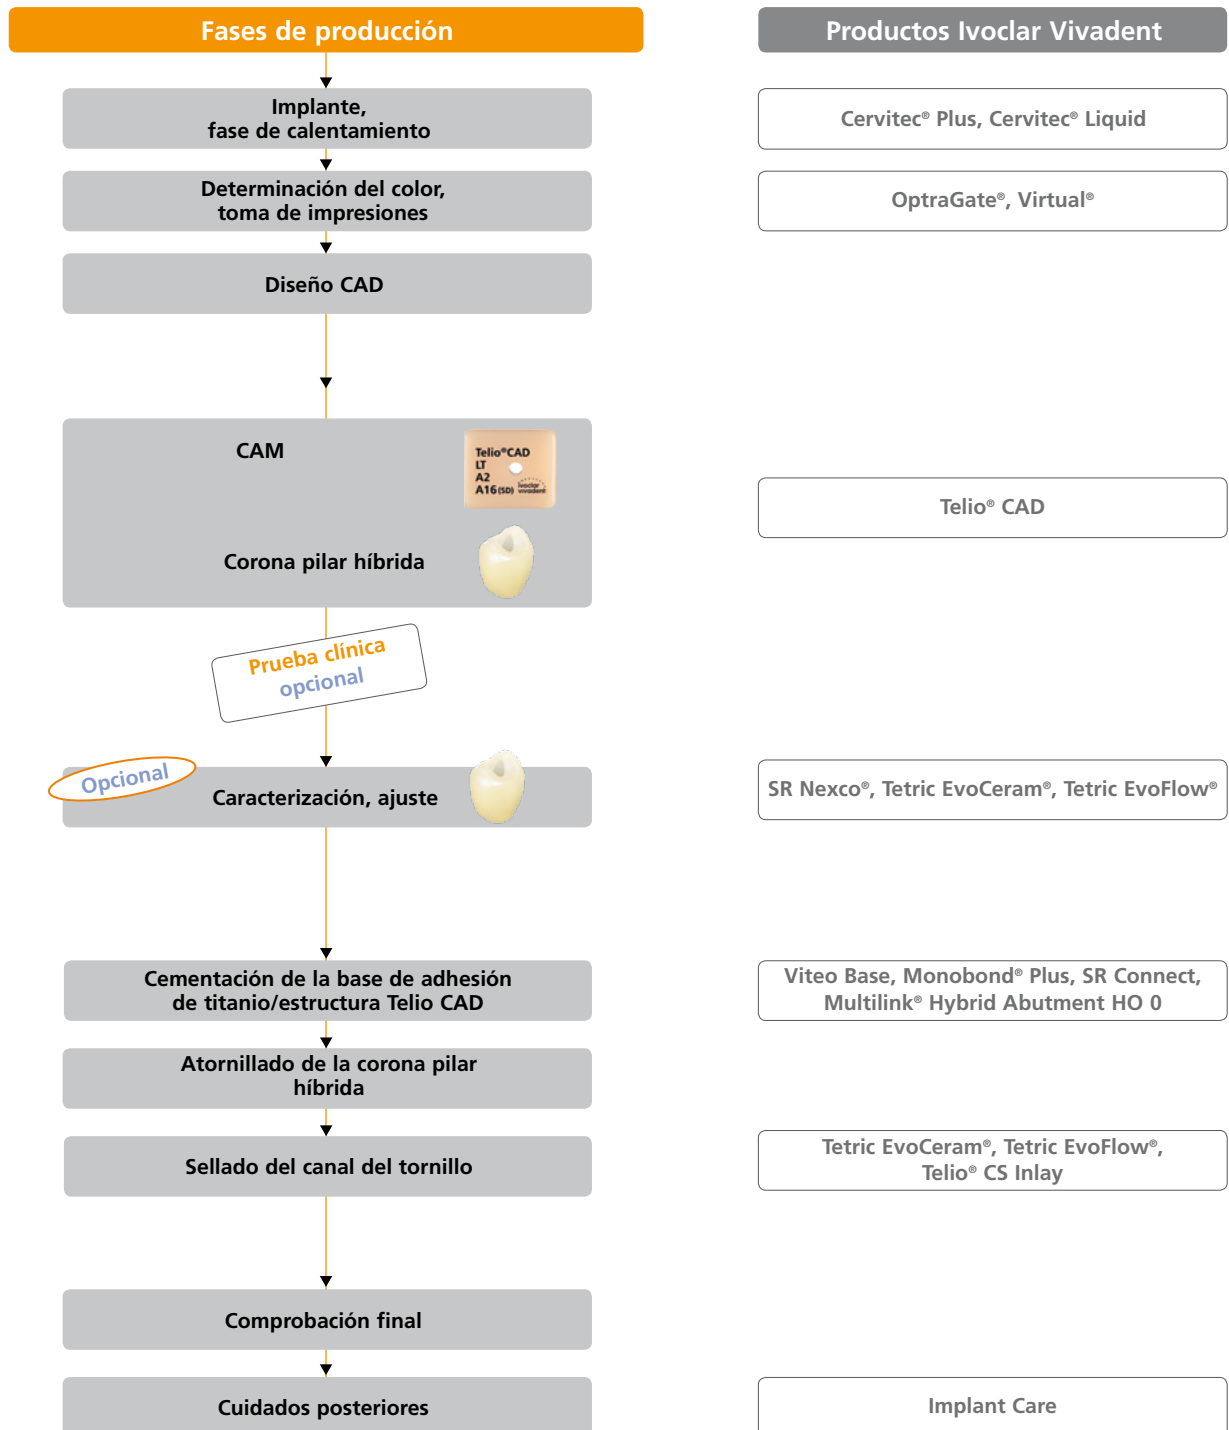 Fases de producción
Productos Ivoclar Vivadent
Implante,
fase de calentamiento
Cervitec® Plus, Cervitec® Liquid
Determinación del color,
toma de impresiones
OptraGate®, Virtual®
Diseño CAD
CAM
Telio®CAD
LT
A2
A16 (SD)
ivoclar
vivadent
Telio® CAD
Corona pilar híbrida
Prueba clínica
opcional
Opcional
Caracterización, ajuste
SR Nexco®, Tetric EvoCeram®, Tetric EvoFlow®
Cementación de la base de adhesión
de titanio/estructura Telio CAD
Viteo Base, Monobond® Plus, SR Connect,
Multilink® Hybrid Abutment HO 0
Atornillado de la corona pilar
híbrida
Sellado del canal del tornillo
Tetric EvoCeram®, Tetric EvoFlow®,
Telio® CS Inlay
Comprobación final
Cuidados posteriores
Implant Care